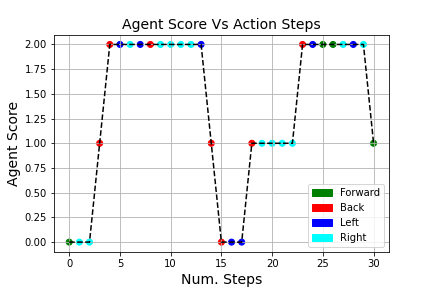 Agent Score Vs Action Steps
2.00
1.75
1.50
1.25
1.00
0.75
0.50
0.25
0.00
Agent Score
Forward
Back
Left
Right
0 5 10 15 20 25 30
Num. Steps